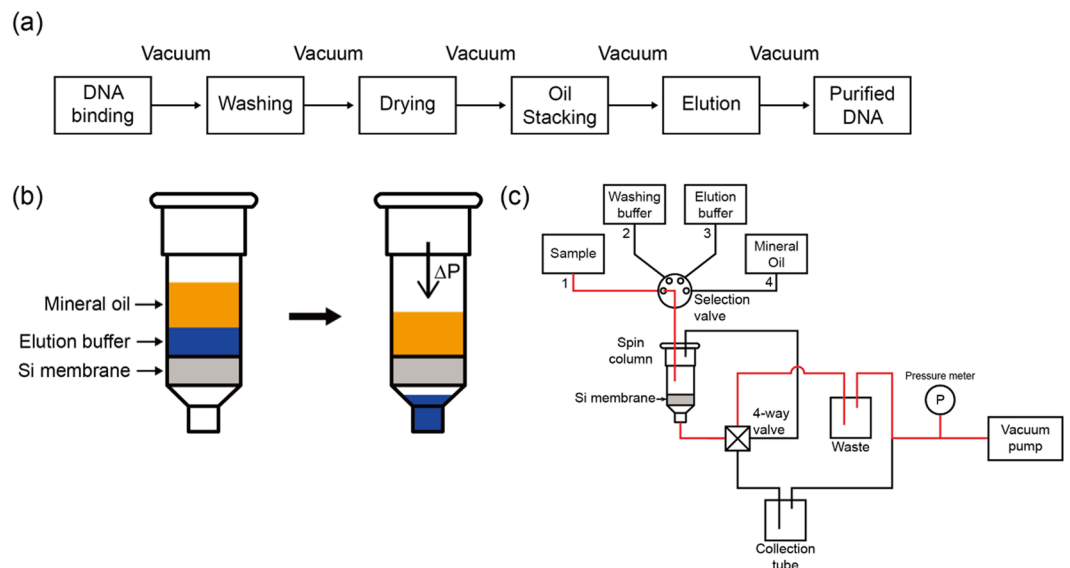 (a)
Vacuum Vacuum Vacuum Vacuum Vacuum
DNA
binding
Washing
Drying
Oil
Stacking
Elution
Purified
DNA
(b)
Mineral oil
Elution buffer
Si membrane
ΔP
(c)
Washing
buffer
2
Elution
buffer
3
Sample
1
Mineral
Oil
4
Selection
valve
Spin
column
Si membrane
4-way
valve
Waste
Pressure meter
P
Vacuum
pump
Collection
tube